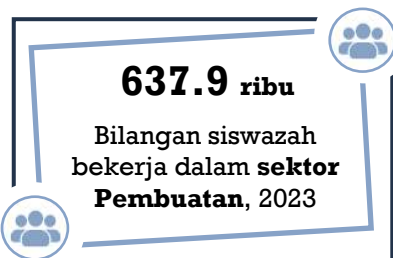 637.9 ribu
Bilangan siswazah
bekerja dalam sektor
Pembuatan, 2023